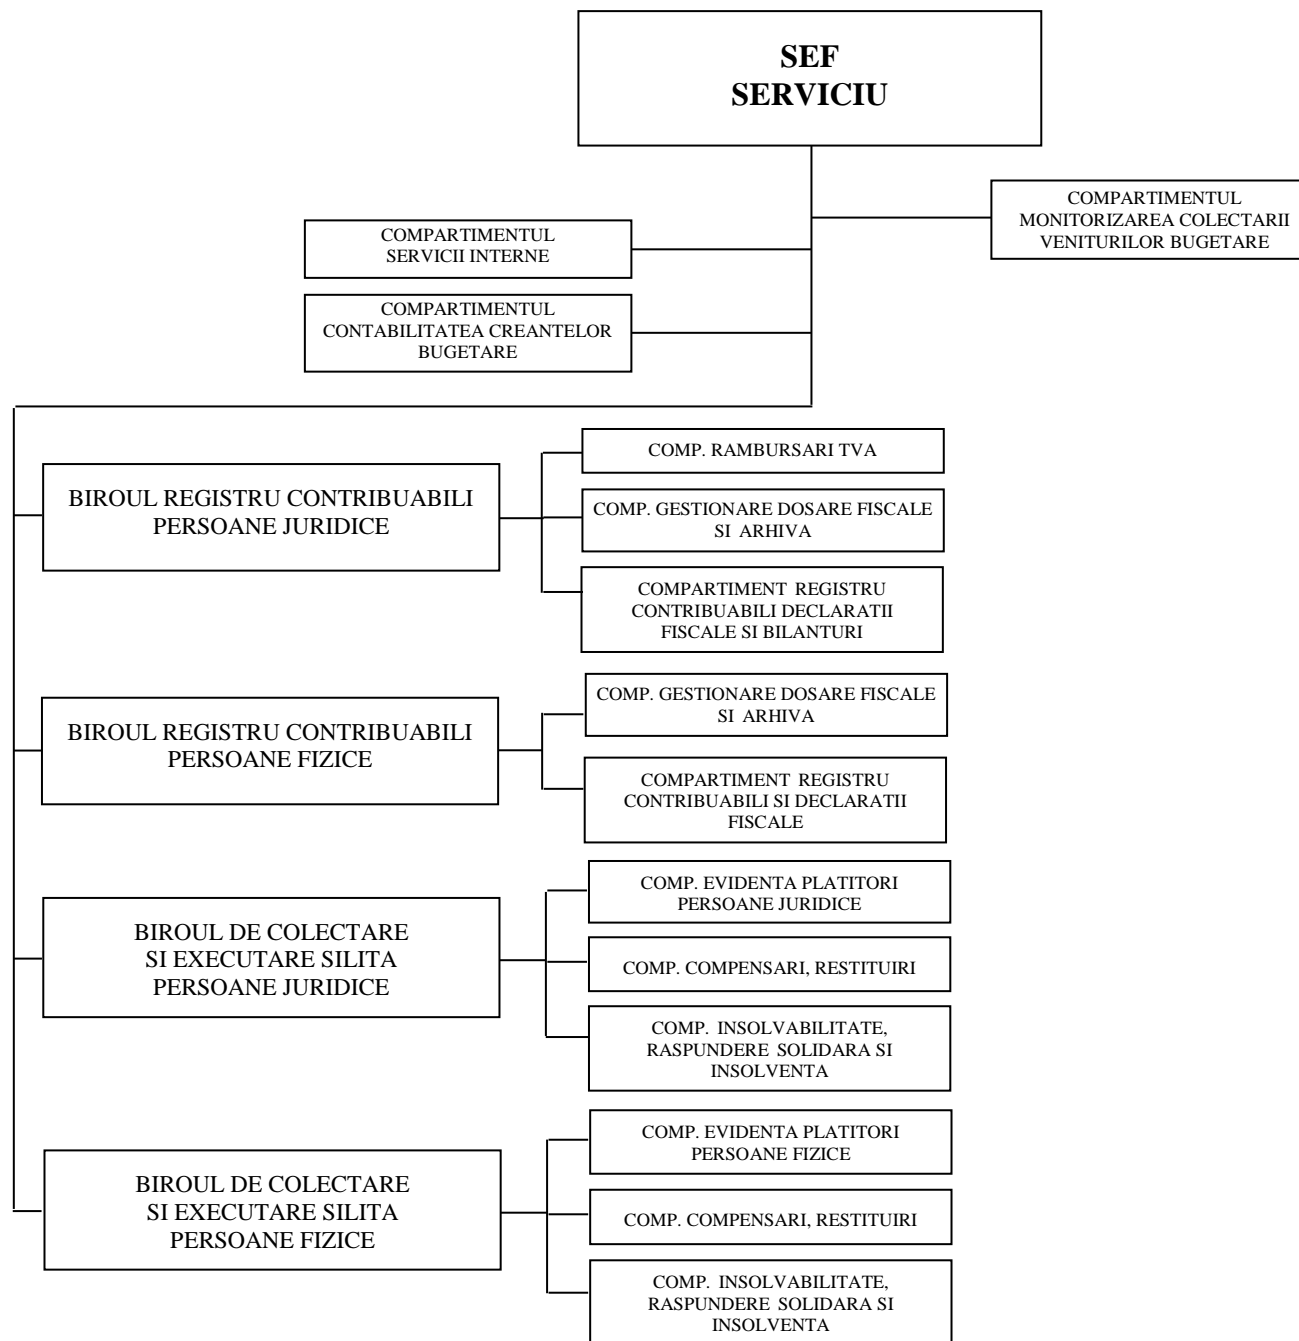 SEF
SERVICIU
COMPARTIMENTUL
MONITORIZAREA COLECTARII
VENITURILOR BUGETARE
COMPARTIMENTUL
SERVICII INTERNE
COMPARTIMENTUL
CONTABILITATEA CREANTELOR
BUGETARE
BIROUL REGISTRU CONTRIBUABILI
PERSOANE JURIDICE
COMP. RAMBURSARI TVA
COMP. GESTIONARE DOSARE FISCALE
SI ARHIVA
COMPARTIMENT REGISTRU
CONTRIBUABILI DECLARATII
FISCALE SI BILANTURI
BIROUL REGISTRU CONTRIBUABILI
PERSOANE FIZICE
COMP. GESTIONARE DOSARE FISCALE
SI ARHIVA
COMPARTIMENT REGISTRU
CONTRIBUABILI SI DECLARATII
FISCALE
BIROUL DE COLECTARE
SI EXECUTARE SILITA
PERSOANE JURIDICE
COMP. EVIDENTA PLATITORI
PERSOANE JURIDICE
COMP. COMPENSARI, RESTITUIRI
COMP. INSOLVABILITATE,
RASPUNDERE SOLIDARA SI
INSOLVENTA
BIROUL DE COLECTARE
SI EXECUTARE SILITA
PERSOANE FIZICE
COMP. EVIDENTA PLATITORI
PERSOANE FIZICE
COMP. COMPENSARI, RESTITUIRI
COMP. INSOLVABILITATE,
RASPUNDERE SOLIDARA SI
INSOLVENTA